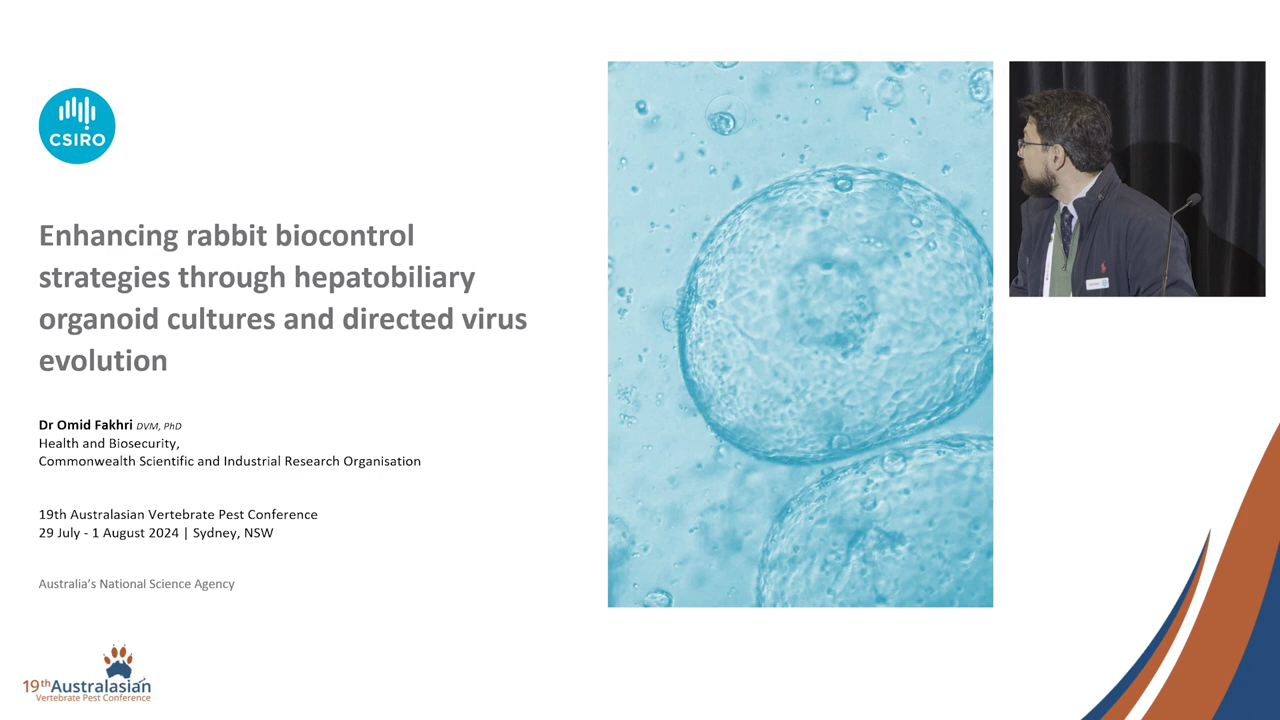 CSIRO
Enhancing rabbit biocontrol
strategies through hepatobiliary
organoid cultures and directed virus
evolution
Dr Omid Fakhri DVM, PhD
Health and Biosecurity,
Commonwealth Scientific and Industrial Research Organisation
19th Australasian Vertebrate Pest Conference
29 July - 1 August 2024 | Sydney, NSW
Australia's National Science Agency
19th Australasian
Vertebrate Pest Conference